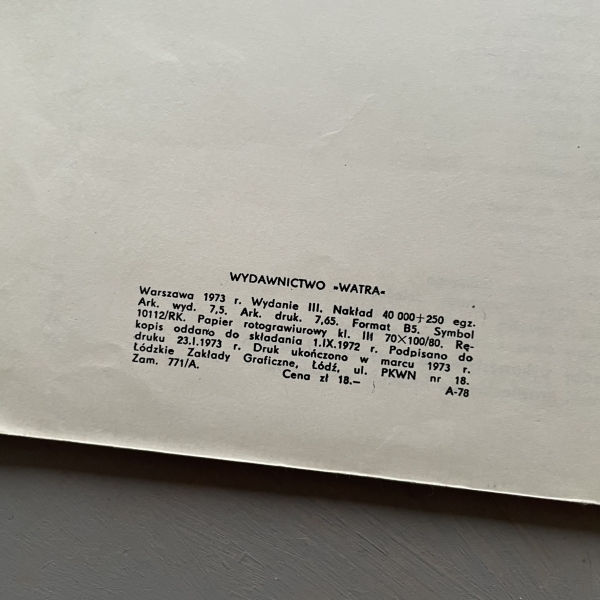 WYDAWNICTWO »WATRA«
Warszawa 1973 r. Wydanie III. Nakład 40 000+250 egz.
Ark. wyd. 7,5. Ark. druk. 7,65. Format B5. Symbol
10112/RK. Papier rotograwiurowy kl. III 70×100/80. Rę-
kopis oddano do składania 1.IX.1972 r. Podpisano do
druku 23.I.1973 r. Druk ukończono w marcu 1973 r.
Łódzkie Zakłady Graficzne, Łódź, ul. PKWN nr 18.
Zam. 771/A. Cena zł 18.– A-78